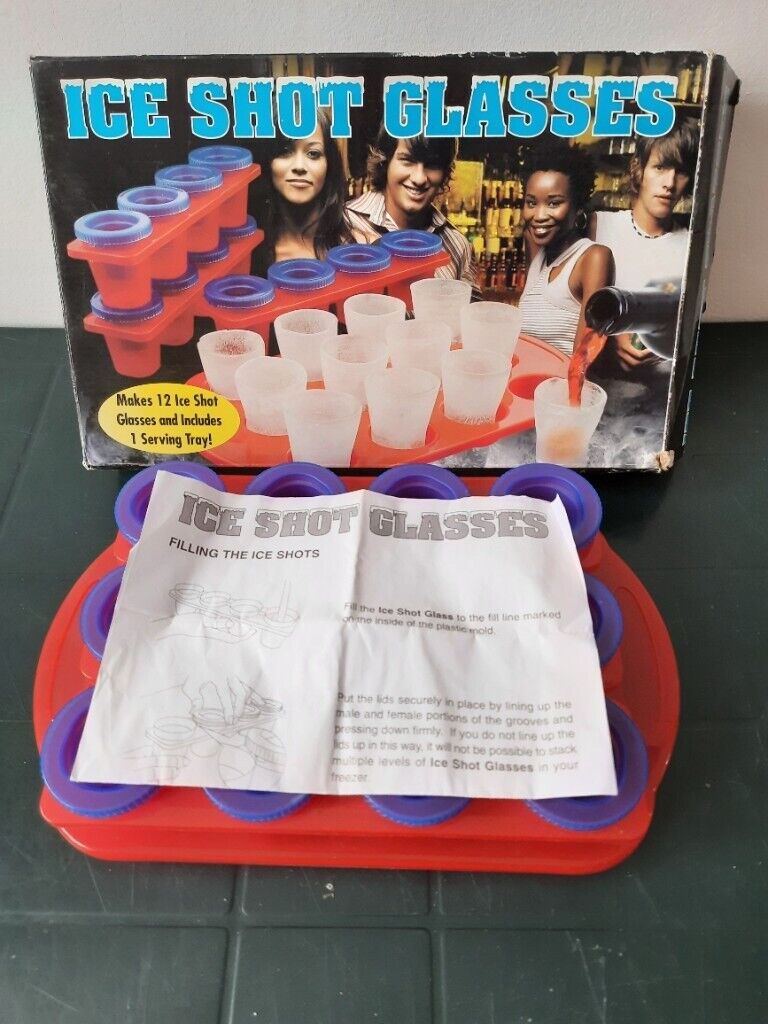 ICE SHOT GLASSES
Makes 12 Ice Shot
Glasses and Includes
1 Serving Tray!
ICE SHOT GLASSES
FILLING THE ICE SHOTS
Fill the Ice Shot Glass to the fill line marked
on the inside of the plastic mold.
Put the lids securely in place by lining up the
male and female portions of the grooves and
pressing down firmly. If you do not line up the
lids up in this way, it will not be possible to stack
multiple levels of Ice Shot Glasses in your
freezer.